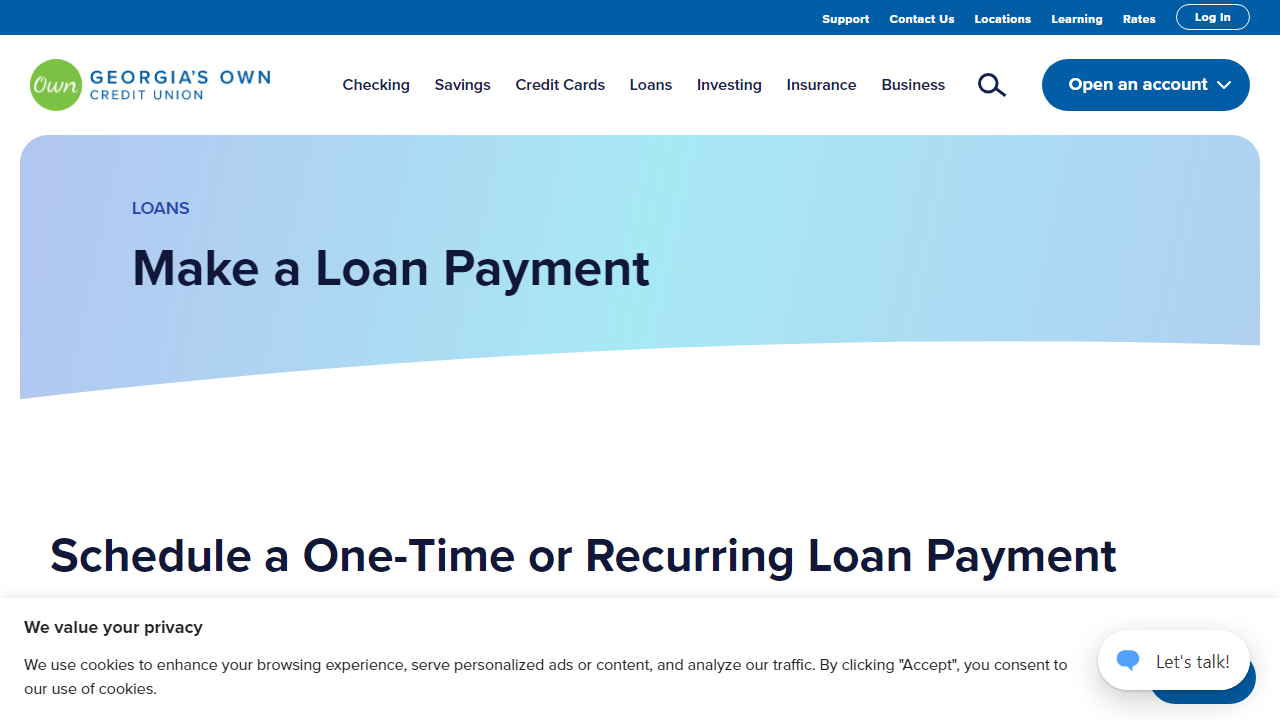 Support Contact Us Locations Learning Rates Log In
Own GEORGIA'S OWN
CREDIT UNION
Checking Savings Credit Cards Loans Investing Insurance Business Open an account
LOANS
Make a Loan Payment
Schedule a One-Time or Recurring Loan Payment
We value your privacy
We use cookies to enhance your browsing experience, serve personalized ads or content, and analyze our traffic. By clicking "Accept", you consent to
our use of cookies.
Let's talk!